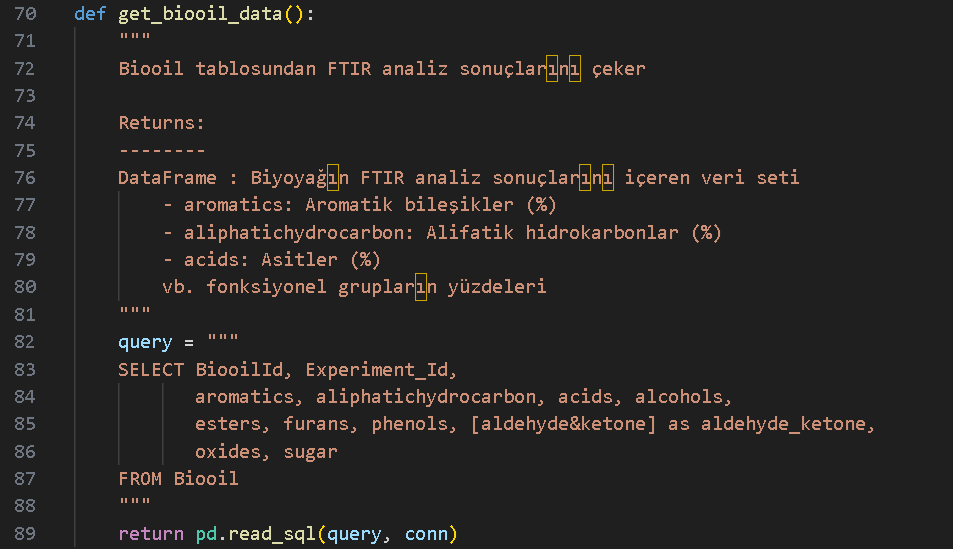 70 def get_biooil_data():
71 """
72 Biooil tablosundan FTIR analiz sonuçlarını çeker
73
74 Returns:
75 --------
76 DataFrame : Biyoyağın FTIR analiz sonuçlarını içeren veri seti
77 - aromatics: Aromatik bileşikler (%)
78 - aliphatichydrocarbon: Alifatik hidrokarbonlar (%)
79 - acids: Asitler (%)
80 vb. fonksiyonel grupların yüzdeleri
81 """
82 query = """
83 SELECT BiooilId, Experiment_Id,
84 aromatics, aliphatichydrocarbon, acids, alcohols,
85 esters, furans, phenols, [aldehyde&ketone] as aldehyde_ketone,
86 oxides, sugar
87 FROM Biooil
88 """
89 return pd.read_sql(query, conn)